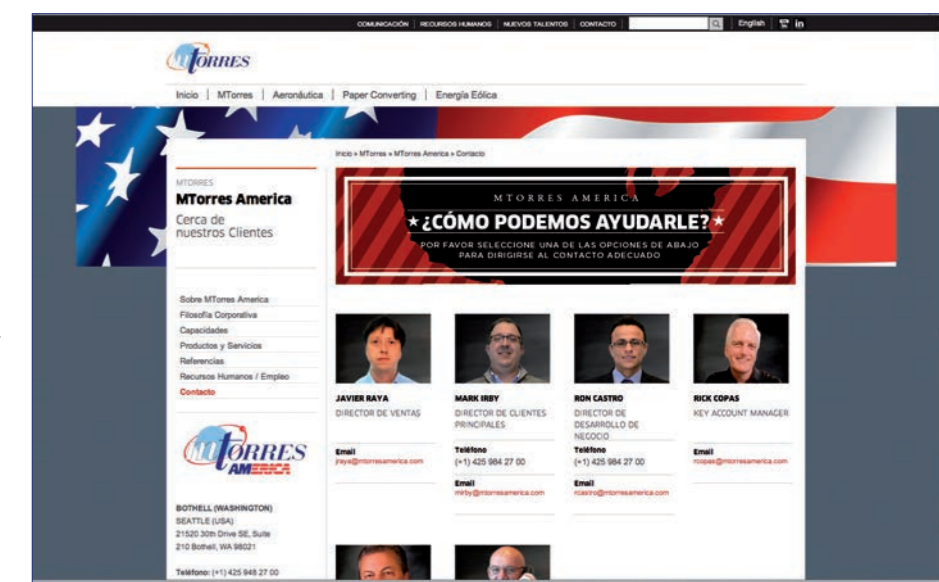 COMUNICACIÓN | RECURSOS HUMANOS | NUEVOS TALENTOS | CONTACTO | English in
mTORRES
Inicio | MTorres | Aeronáutica | Paper Converting | Energía Eólica
Inicio » MTorres » MTorres America » Contacto
MTORRES
MTorres America
Cerca de
nuestros Clientes
MTORRES AMERICA
¿CÓMO PODEMOS AYUDARLE?
POR FAVOR SELECCIONE UNA DE LAS OPCIONES DE ABAJO
PARA DIRIGIRSE AL CONTACTO ADECUADO
Sobre MTorres America
Filosofía Corporativa
Capacidades
Productos y Servicios
Referencias
Recursos Humanos / Empleo
Contacto
mTORRES
AMERICA
BOTHELL (WASHINGTON)
SEATTLE (USA)
21520 30th Drive SE, Suite
210 Bothell, WA 98021
Teléfono: (+1) 425 948 27 00
JAVIER RAYA
DIRECTOR DE VENTAS
Email
jraya@mtorresamerica.com
MARK IRBY
DIRECTOR DE CLIENTES
PRINCIPALES
Teléfono
(+1) 425 984 27 00
Email
mirby@mtorresamerica.com
RON CASTRO
DIRECTOR DE
DESARROLLO DE
NEGOCIO
Teléfono
(+1) 425 984 27 00
Email
rcastro@mtorresamerica.com
RICK COPAS
KEY ACCOUNT MANAGER
Email
rcopas@mtorresamerica.com